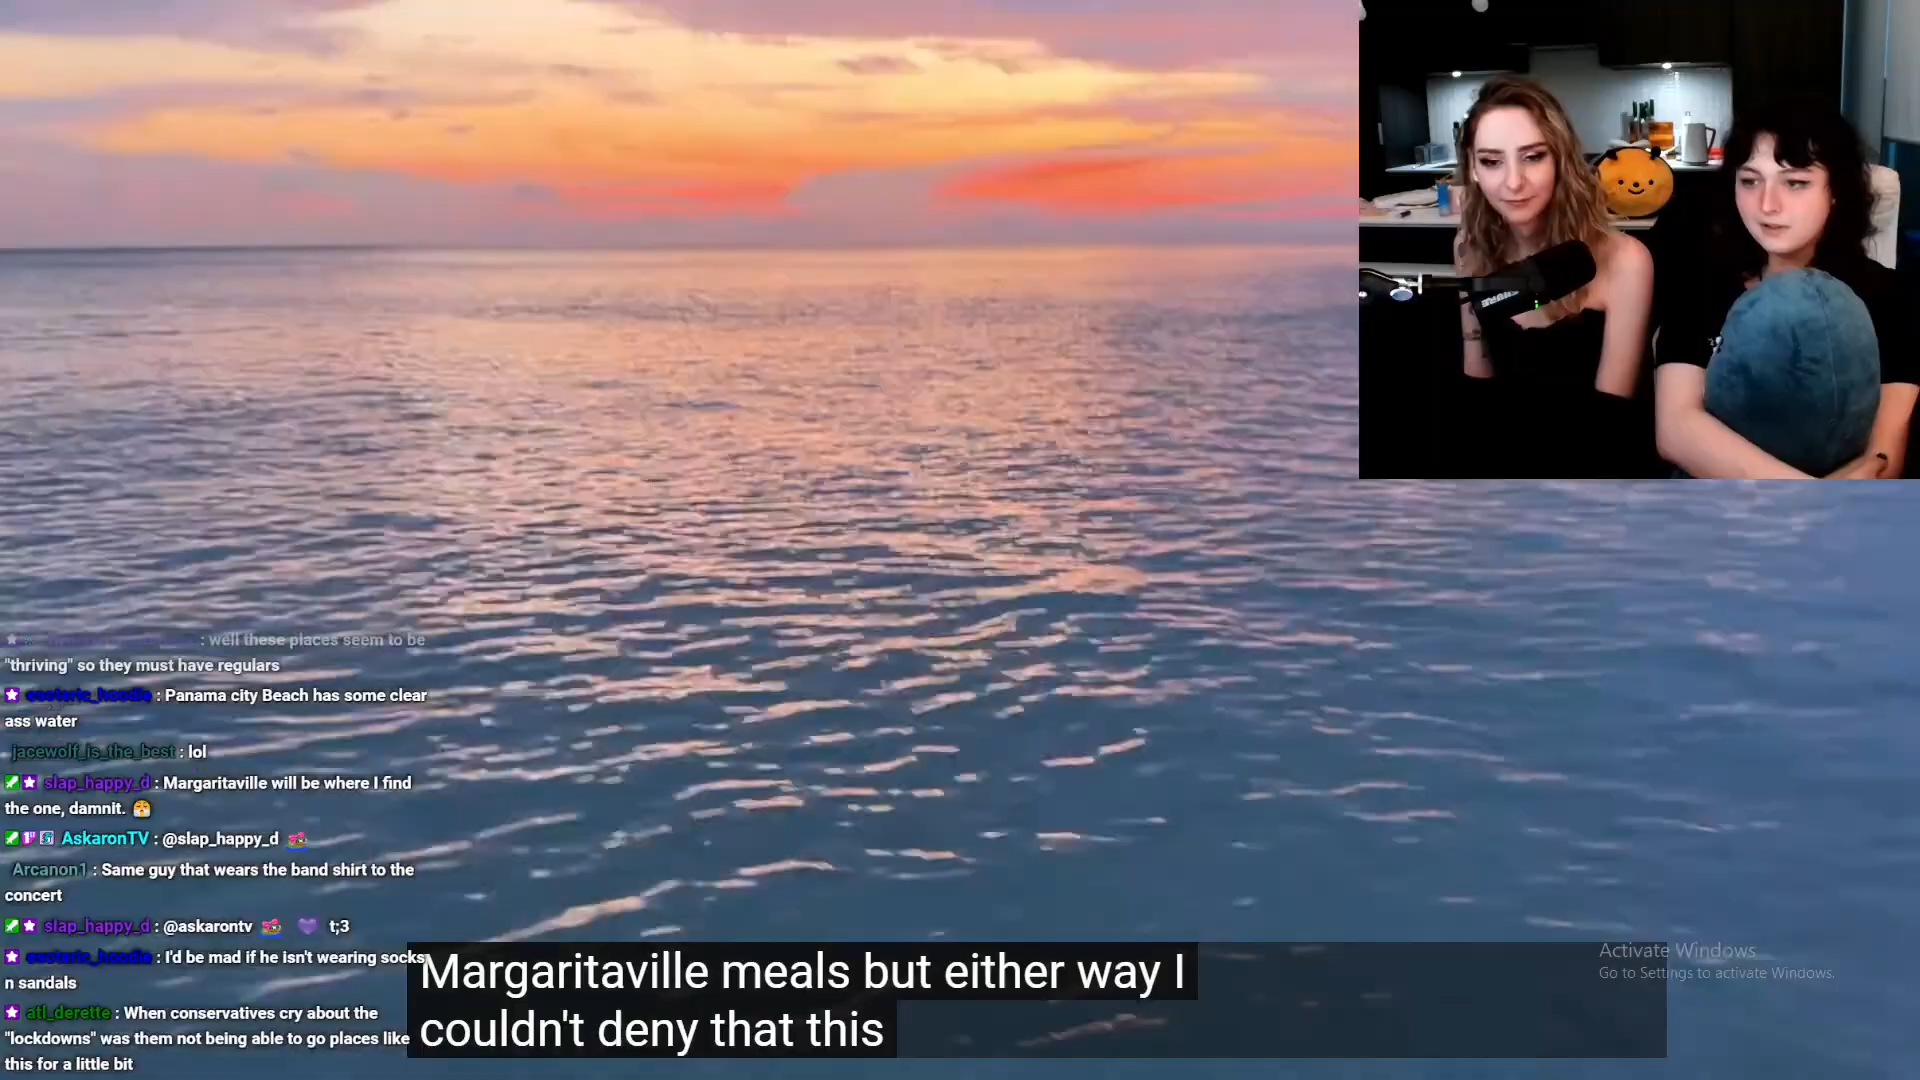 : well these places seem to be
"thriving" so they must have regulars
esoteric_hoodie : Panama city Beach has some clear
ass water
jacewolf_is_the_best : lol
slap_happy_d : Margaritaville will be where I find
the one, damnit.
AskaronTV : @slap_happy_d
Arcanon1 : Same guy that wears the band shirt to the
concert
slap_happy_d : @askarontv t;3
esoteric_hoodie : I'd be mad if he isn't wearing socks
n sandals
atl_derette : When conservatives cry about the
"lockdowns" was them not being able to go places like
this for a little bit
Margaritaville meals but either way I
couldn't deny that this
Activate Windows
Go to Settings to activate Windows.
SHURE